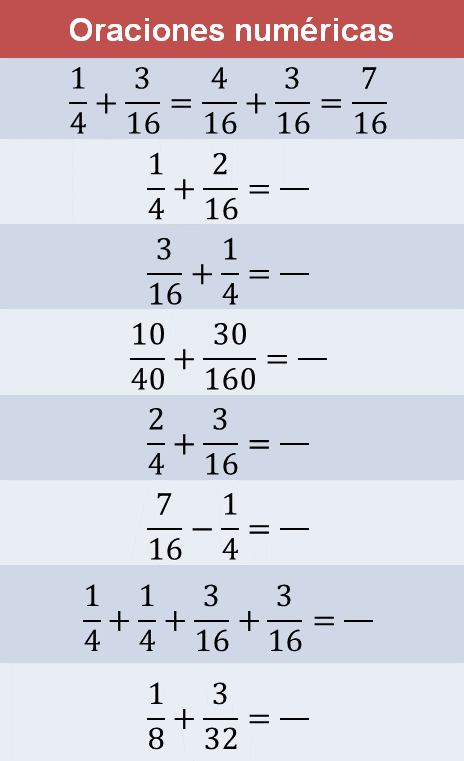 Oraciones numéricas
1/4 + 3/16 = 4/16 + 3/16 = 7/16
1/4 + 2/16 = —
3/16 + 1/4 = —
10/40 + 30/160 = —
2/4 + 3/16 = —
7/16 − 1/4 = —
1/4 + 1/4 + 3/16 + 3/16 = —
1/8 + 3/32 = —